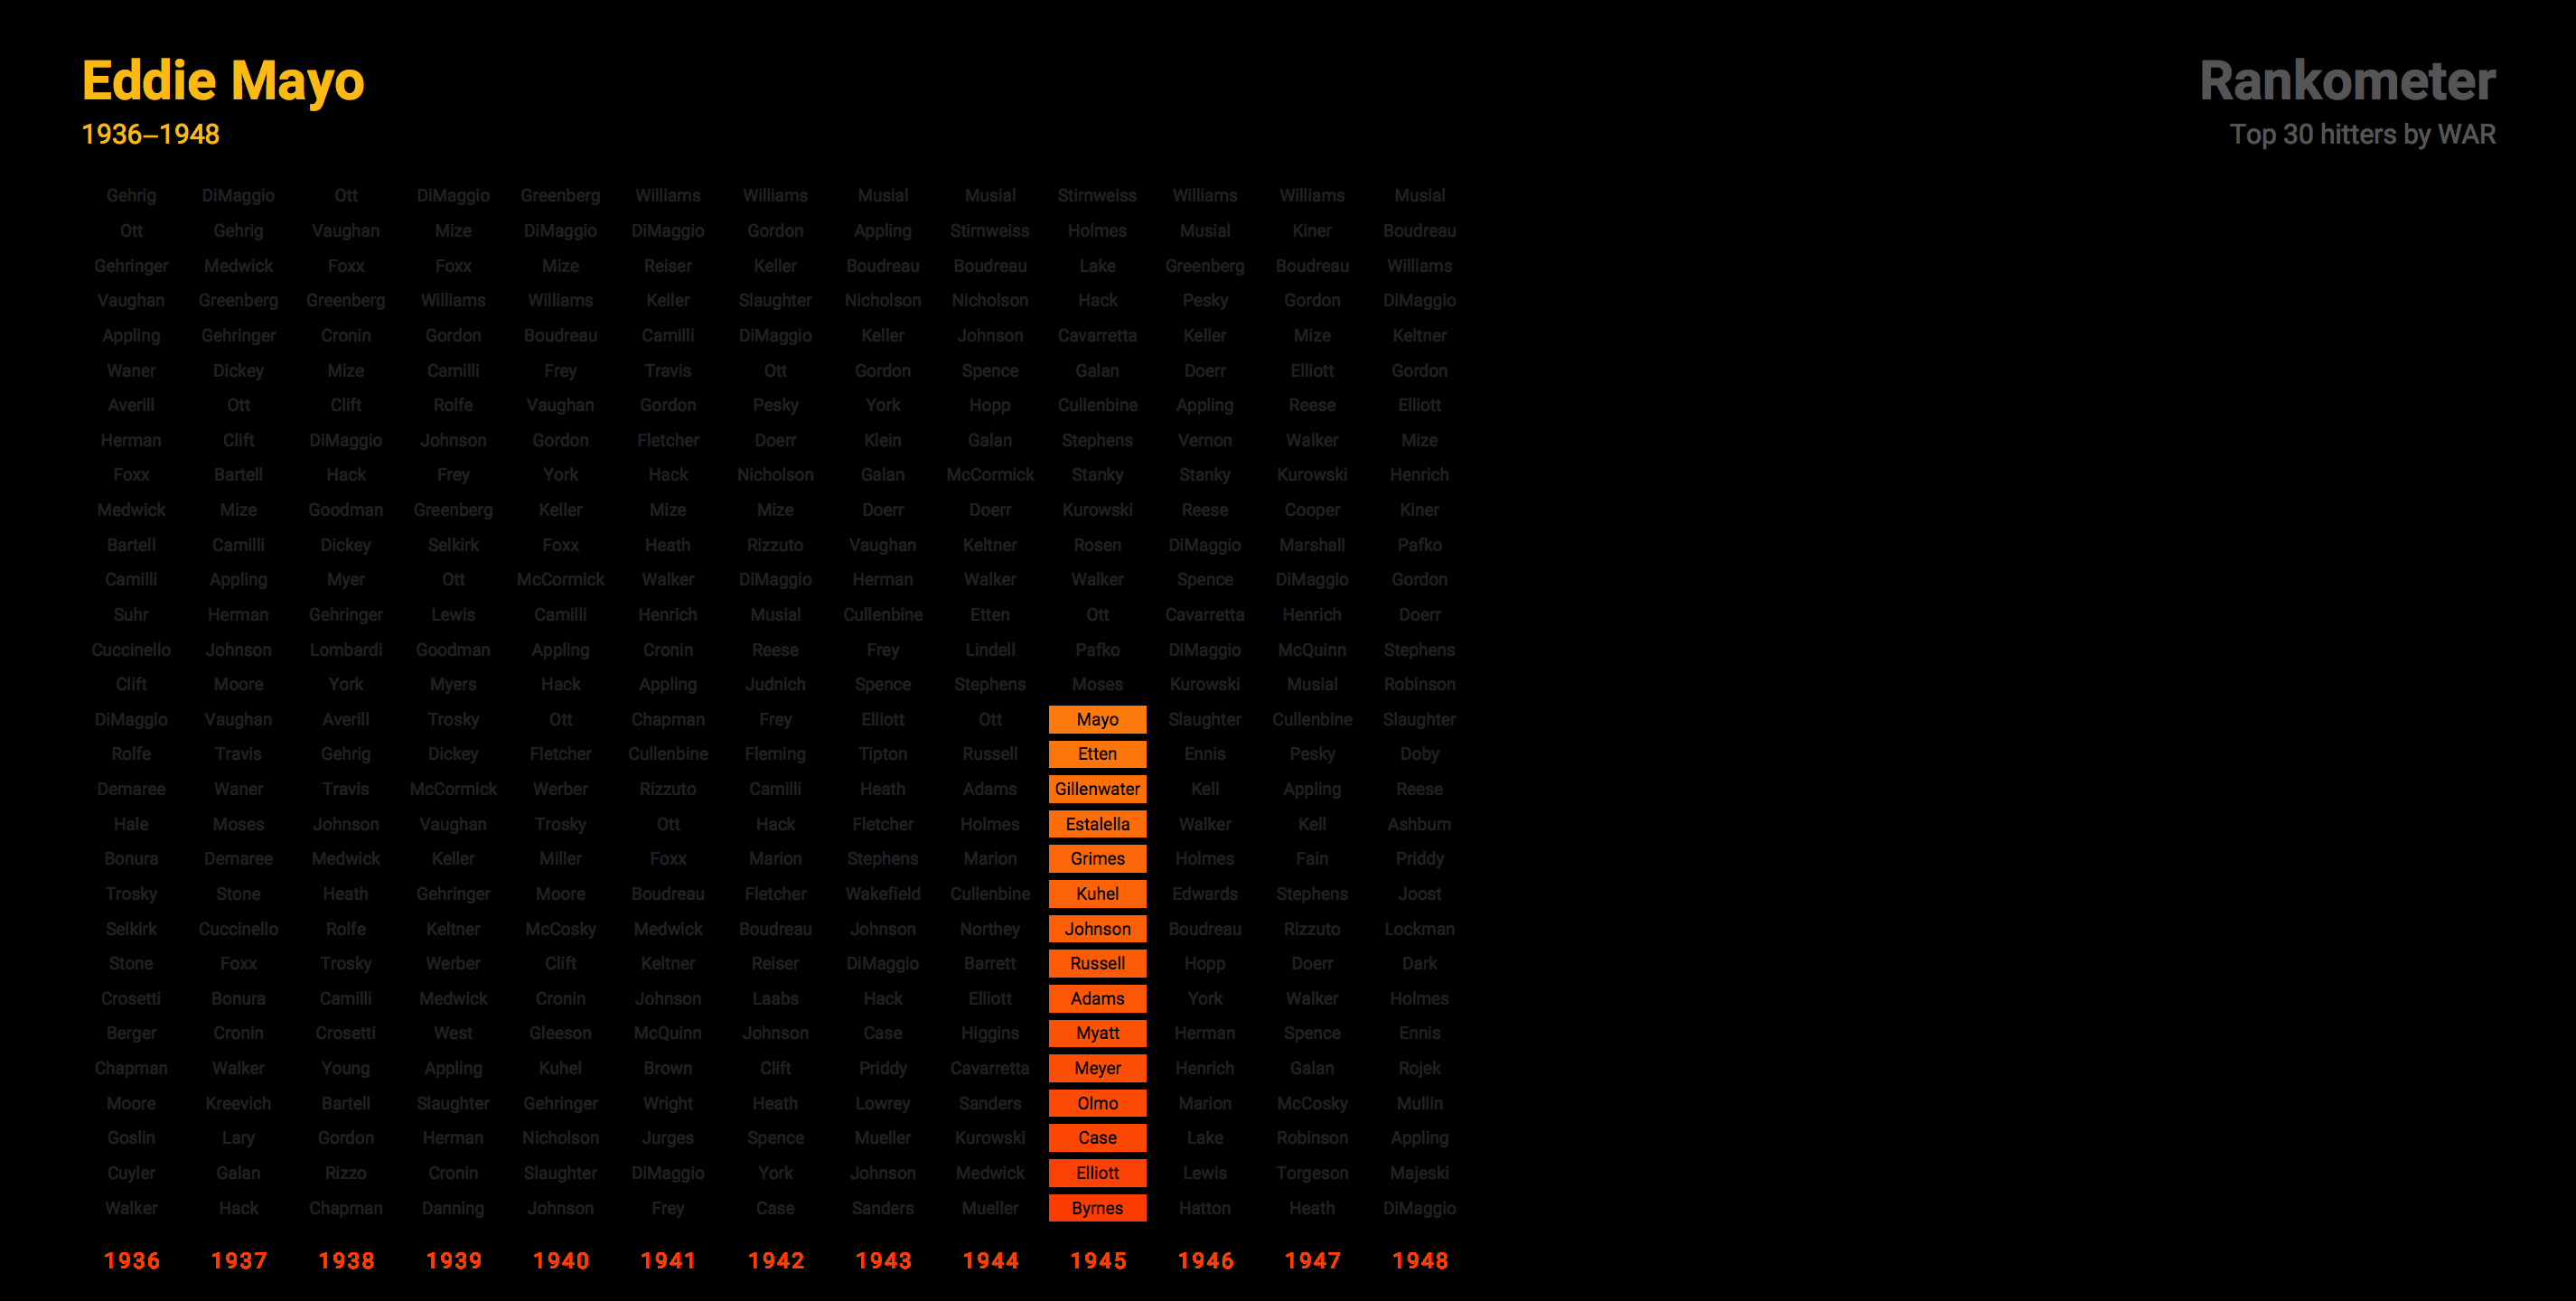 Eddie Mayo
1936–1948
Rankometer
Top 30 hitters by WAR
Gehrig DiMaggio Ott DiMaggio Greenberg Williams Williams Musial Musial Stirnweiss Williams Williams Musial
Ott Gehrig Vaughan Mize DiMaggio DiMaggio Gordon Appling Stirnweiss Holmes Musial Kiner Boudreau
Gehringer Medwick Foxx Foxx Mize Reiser Keller Boudreau Boudreau Lake Greenberg Boudreau Williams
Vaughan Greenberg Greenberg Williams Williams Keller Slaughter Nicholson Nicholson Hack Pesky Gordon DiMaggio
Appling Gehringer Cronin Gordon Boudreau Camilli DiMaggio Keller Johnson Cavarretta Keller Mize Keltner
Waner Dickey Mize Camilli Frey Travis Ott Gordon Spence Galan Doerr Elliott Gordon
Averill Ott Clift Rolfe Vaughan Gordon Pesky York Hopp Cullenbine Appling Reese Elliott
Herman Clift DiMaggio Johnson Gordon Fletcher Doerr Klein Galan Stephens Vernon Walker Mize
Foxx Bartell Hack Frey York Hack Nicholson Galan McCormick Stanky Stanky Kurowski Henrich
Medwick Mize Goodman Greenberg Keller Mize Mize Doerr Doerr Kurowski Reese Cooper Kiner
Bartell Camilli Dickey Selkirk Foxx Heath Rizzuto Vaughan Keltner Rosen DiMaggio Marshall Pafko
Camilli Appling Myer Ott McCormick Walker DiMaggio Herman Walker Walker Spence DiMaggio Gordon
Suhr Herman Gehringer Lewis Camilli Henrich Musial Cullenbine Etten Ott Cavarretta Henrich Doerr
Cuccinello Johnson Lombardi Goodman Appling Cronin Reese Frey Lindell Pafko DiMaggio McQuinn Stephens
Clift Moore York Myers Hack Appling Judnich Spence Stephens Moses Kurowski Musial Robinson
DiMaggio Vaughan Averill Trosky Ott Chapman Frey Elliott Ott Mayo Slaughter Cullenbine Slaughter
Rolfe Travis Gehrig Dickey Fletcher Cullenbine Fleming Tipton Russell Etten Ennis Pesky Doby
Demaree Waner Travis McCormick Werber Rizzuto Camilli Heath Adams Gillenwater Kell Appling Reese
Hale Moses Johnson Vaughan Trosky Ott Hack Fletcher Holmes Estalella Walker Kell Ashburn
Bonura Demaree Medwick Keller Miller Foxx Marion Stephens Marion Grimes Holmes Fain Priddy
Trosky Stone Heath Gehringer Moore Boudreau Fletcher Wakefield Cullenbine Kuhel Edwards Stephens Joost
Selkirk Cuccinello Rolfe Keltner McCosky Medwick Boudreau Johnson Northey Johnson Boudreau Rizzuto Lockman
Stone Foxx Trosky Werber Clift Keltner Reiser DiMaggio Barrett Russell Hopp Doerr Dark
Crosetti Bonura Camilli Medwick Cronin Johnson Laabs Hack Elliott Adams York Walker Holmes
Berger Cronin Crosetti West Gleeson McQuinn Johnson Case Higgins Myatt Herman Spence Ennis
Chapman Walker Young Appling Kuhel Brown Clift Priddy Cavarretta Meyer Henrich Galan Rojek
Moore Kreevich Bartell Slaughter Gehringer Wright Heath Lowrey Sanders Olmo Marion McCosky Mullin
Goslin Lary Gordon Herman Nicholson Jurges Spence Mueller Kurowski Case Lake Robinson Appling
Cuyler Galan Rizzo Cronin Slaughter DiMaggio York Johnson Medwick Elliott Lewis Torgeson Majeski
Walker Hack Chapman Danning Johnson Frey Case Sanders Mueller Byrnes Hatton Heath DiMaggio
1936 1937 1938 1939 1940 1941 1942 1943 1944 1945 1946 1947 1948